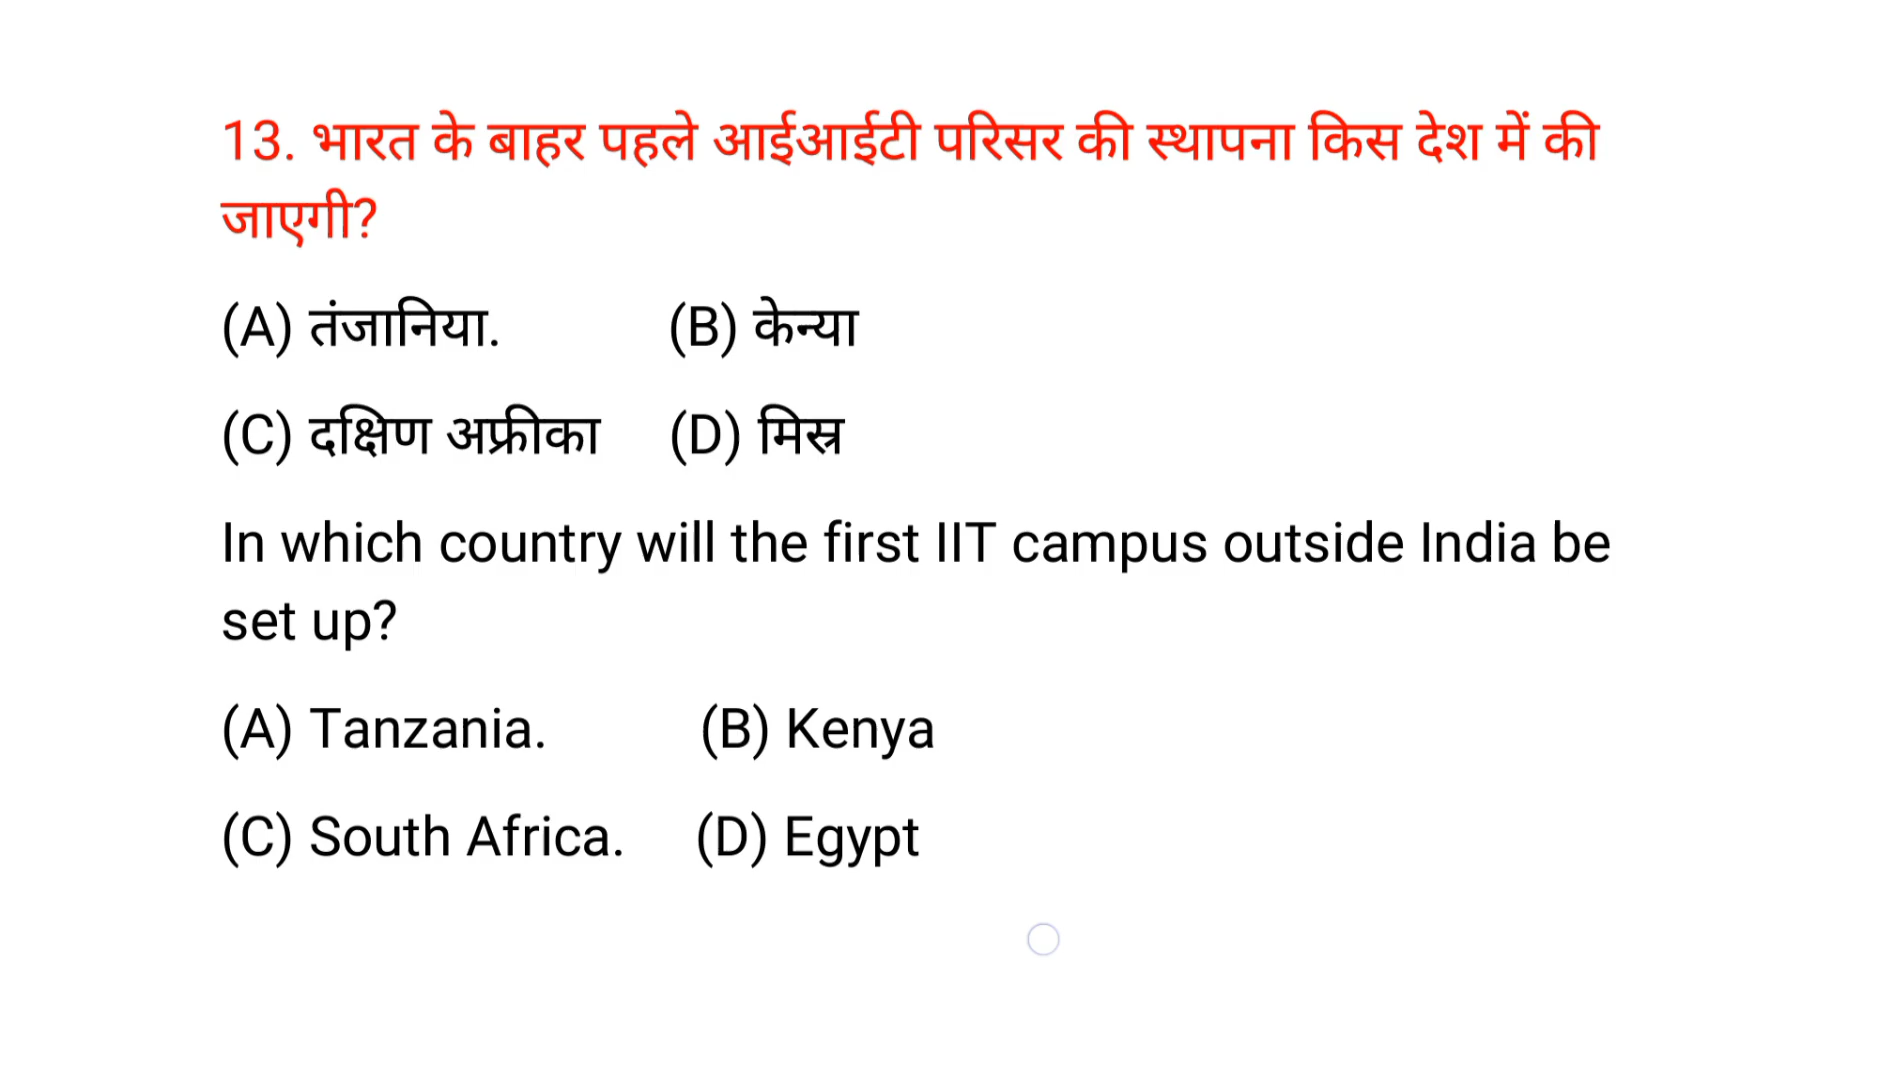 13. भारत के बाहर पहले आईआईटी परिसर की स्थापना किस देश में की
जाएगी?
(A) तंजानिया. (B) केन्या
(C) दक्षिण अफ्रीका (D) मिस्र
In which country will the first IIT campus outside India be
set up?
(A) Tanzania. (B) Kenya
(C) South Africa. (D) Egypt